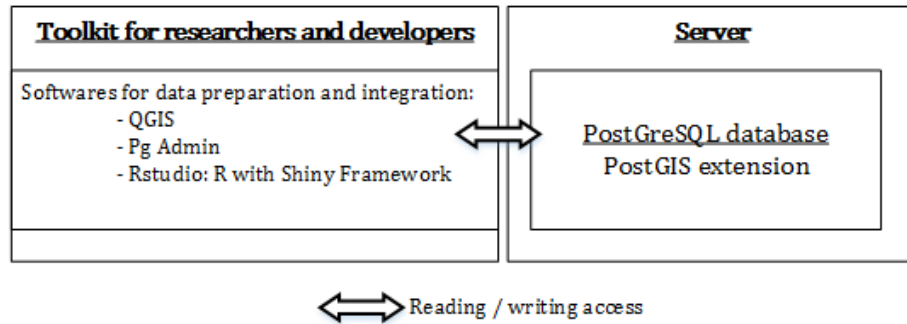 Toolkit for researchers and developers
Softwares for data preparation and integration:
- QGIS
- Pg Admin
- Rstudio: R with Shiny Framework
Server
PostGreSQL database
PostGIS extension
Reading / writing access